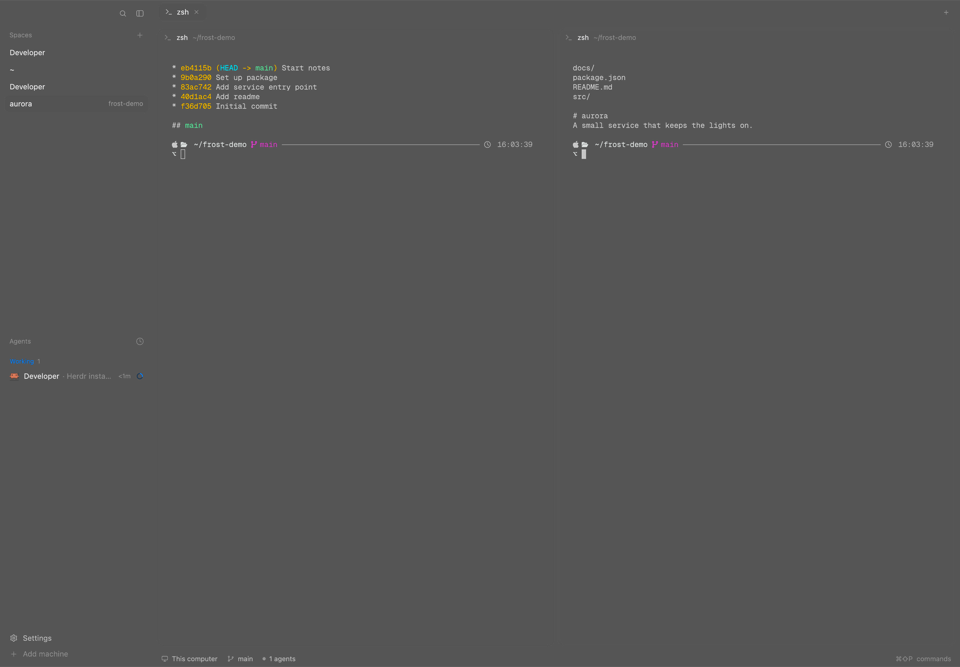 zsh
Spaces
Developer
~
Developer
aurora frost-demo
Agents
1
Developer - Herdr insta... <1m
Settings
Add machine
zsh ~/frost-demo
* eb4115b (HEAD -> main) Start notes
* 9b0a290 Set up package
* 83ac742 Add service entry point
* 40d1ac4 Add readme
* f36d705 Initial commit
## main
~/frost-demo main 16:03:39
zsh ~/frost-demo
docs/
package.json
README.md
src/
# aurora
A small service that keeps the lights on.
~/frost-demo main 16:03:39
This computer main 1 agents
commands